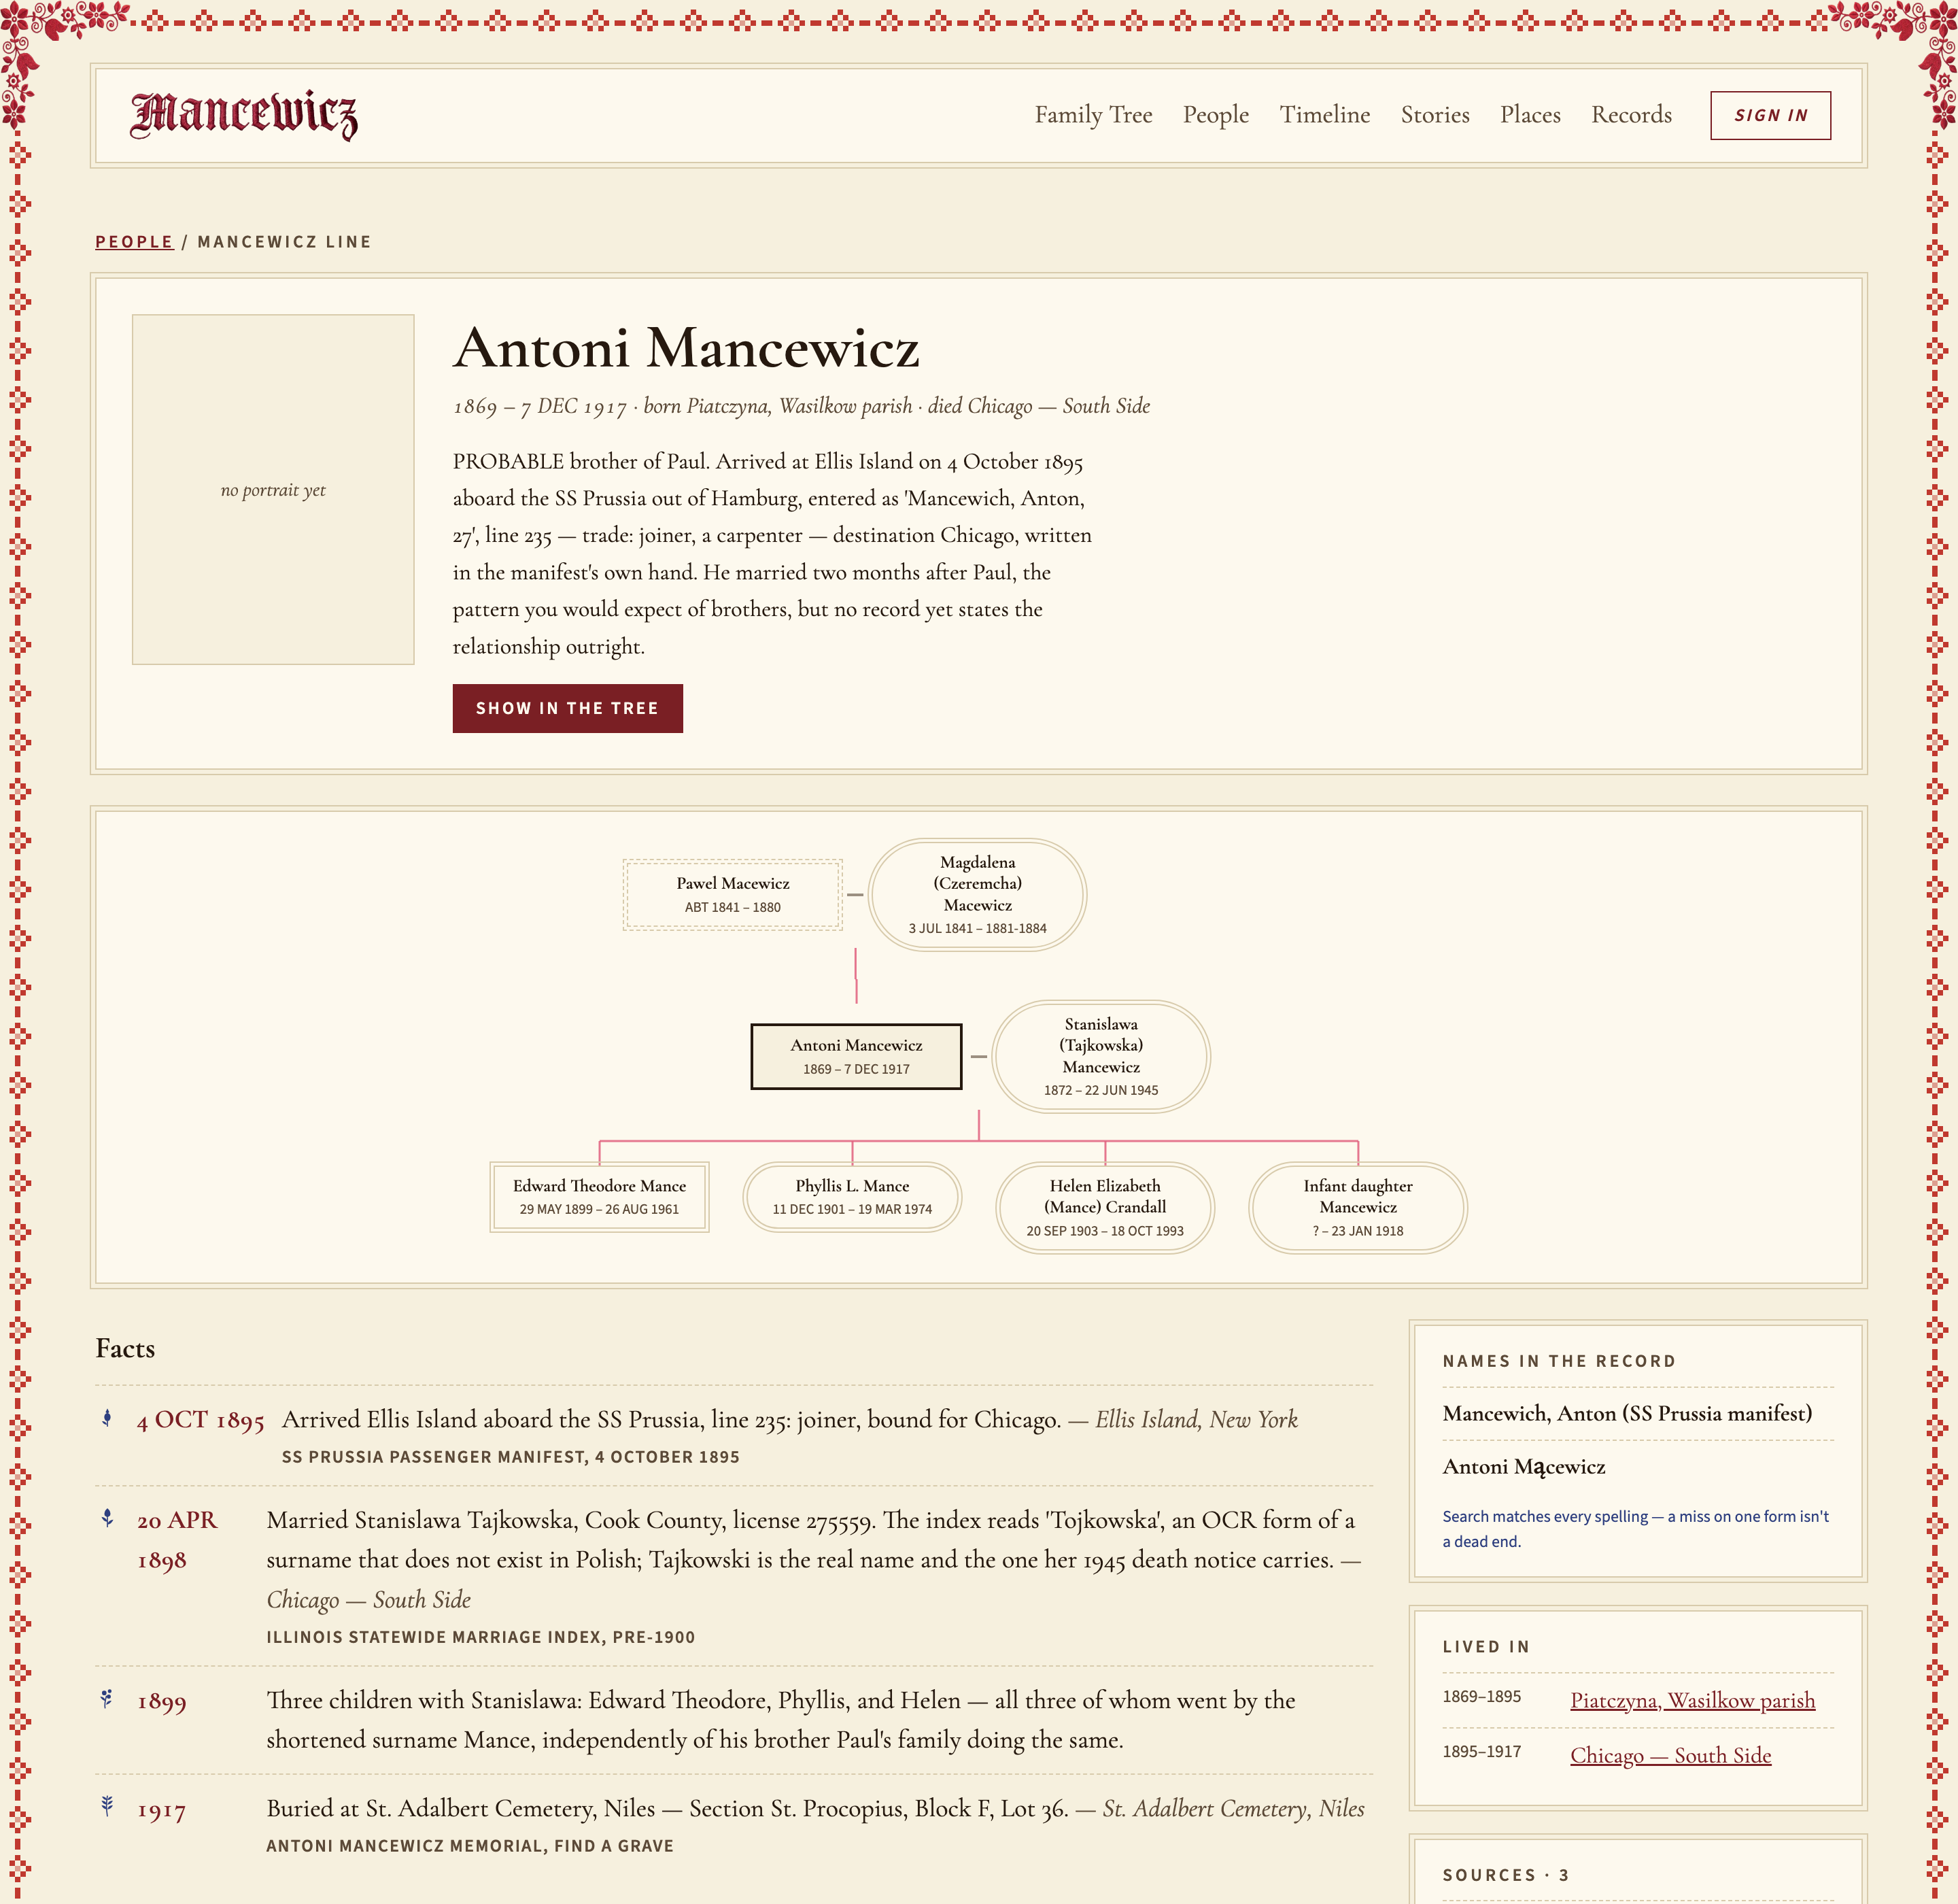 Mancewicz
Family Tree People Timeline Stories Places Records SIGN IN
PEOPLE / MANCEWICZ LINE
no portrait yet
Antoni Mancewicz
1869 – 7 DEC 1917 · born Piatczyna, Wasilkow parish · died Chicago — South Side
PROBABLE brother of Paul. Arrived at Ellis Island on 4 October 1895
aboard the SS Prussia out of Hamburg, entered as 'Mancewich, Anton,
27', line 235 — trade: joiner, a carpenter — destination Chicago, written
in the manifest's own hand. He married two months after Paul, the
pattern you would expect of brothers, but no record yet states the
relationship outright.
SHOW IN THE TREE
Pawel Macewicz
ABT 1841 – 1880
Magdalena
(Czeremcha)
Macewicz
3 JUL 1841 – 1881-1884
Antoni Mancewicz
1869 – 7 DEC 1917
Stanislawa
(Tajkowska)
Mancewicz
1872 – 22 JUN 1945
Edward Theodore Mance
29 MAY 1899 – 26 AUG 1961
Phyllis L. Mance
11 DEC 1901 – 19 MAR 1974
Helen Elizabeth
(Mance) Crandall
20 SEP 1903 – 18 OCT 1993
Infant daughter
Mancewicz
? – 23 JAN 1918
Facts
4 OCT 1895 Arrived Ellis Island aboard the SS Prussia, line 235: joiner, bound for Chicago. — Ellis Island, New York
SS PRUSSIA PASSENGER MANIFEST, 4 OCTOBER 1895
20 APR
1898
Married Stanislawa Tajkowska, Cook County, license 275559. The index reads 'Tojkowska', an OCR form of a
surname that does not exist in Polish; Tajkowski is the real name and the one her 1945 death notice carries. —
Chicago — South Side
ILLINOIS STATEWIDE MARRIAGE INDEX, PRE-1900
1899 Three children with Stanislawa: Edward Theodore, Phyllis, and Helen — all three of whom went by the
shortened surname Mance, independently of his brother Paul's family doing the same.
1917 Buried at St. Adalbert Cemetery, Niles — Section St. Procopius, Block F, Lot 36. — St. Adalbert Cemetery, Niles
ANTONI MANCEWICZ MEMORIAL, FIND A GRAVE
NAMES IN THE RECORD
Mancewich, Anton (SS Prussia manifest)
Antoni Mącewicz
Search matches every spelling — a miss on one form isn't
a dead end.
LIVED IN
1869–1895 Piatczyna, Wasilkow parish
1895–1917 Chicago — South Side
SOURCES · 3